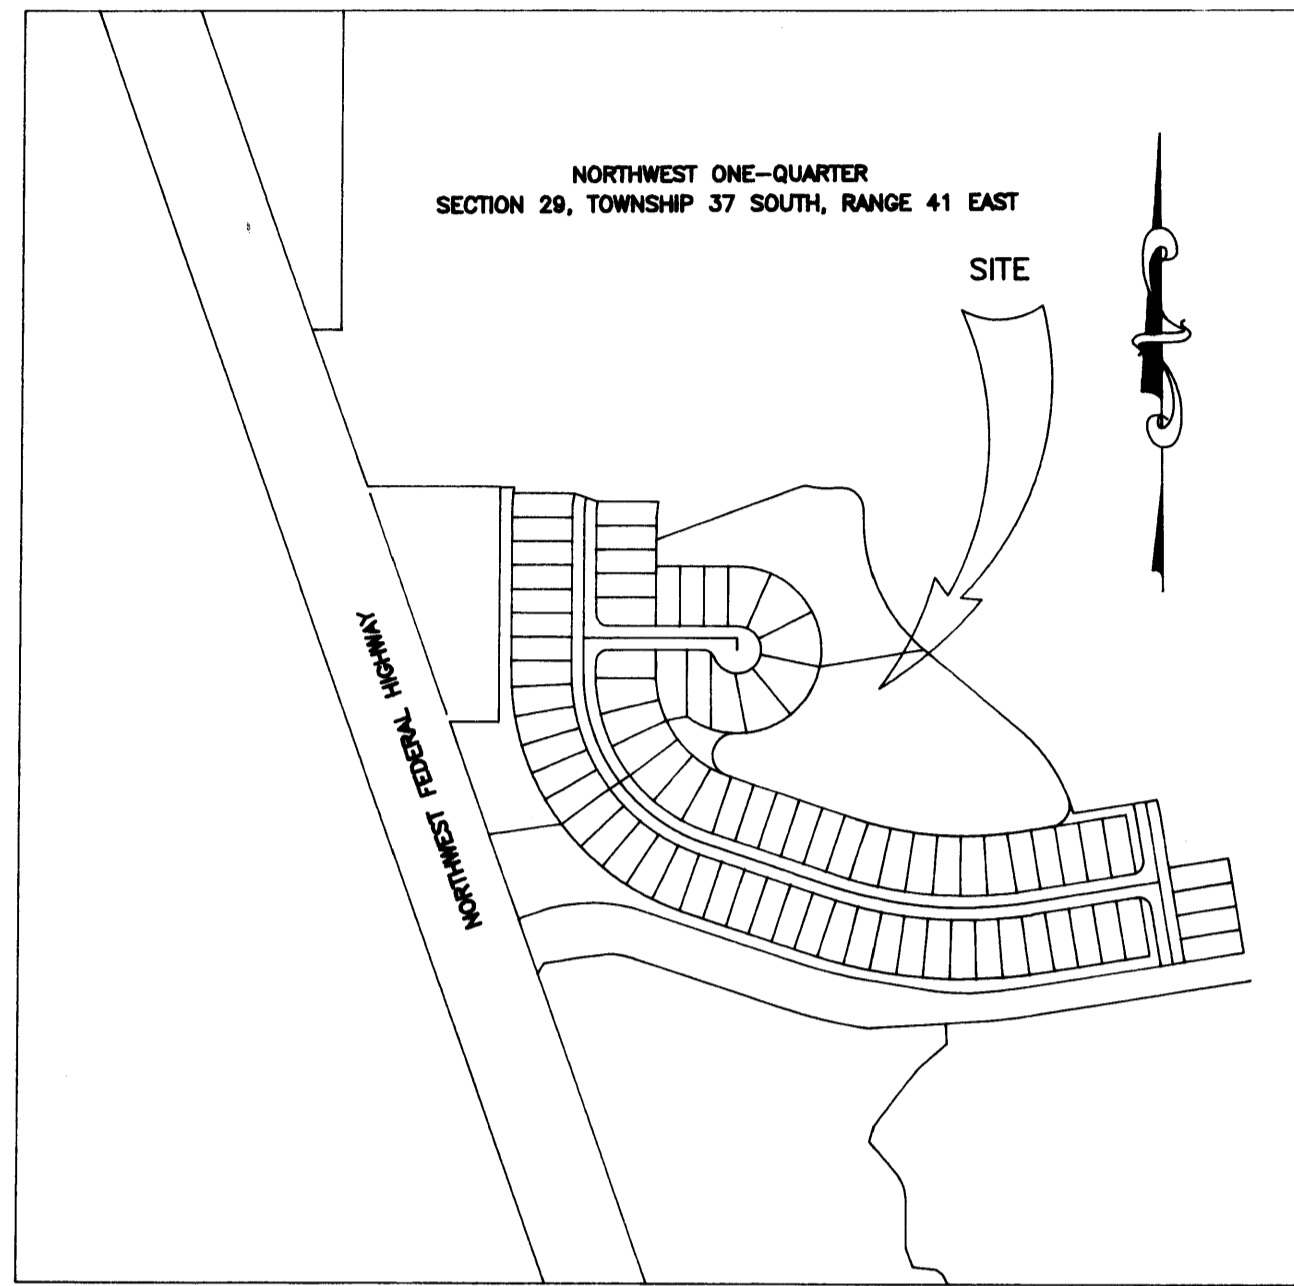 NORTHWEST ONE-QUARTER
SECTION 29, TOWNSHIP 37 SOUTH, RANGE 41 EAST
SITE
NORTHWEST FEDERAL HIGHWAY